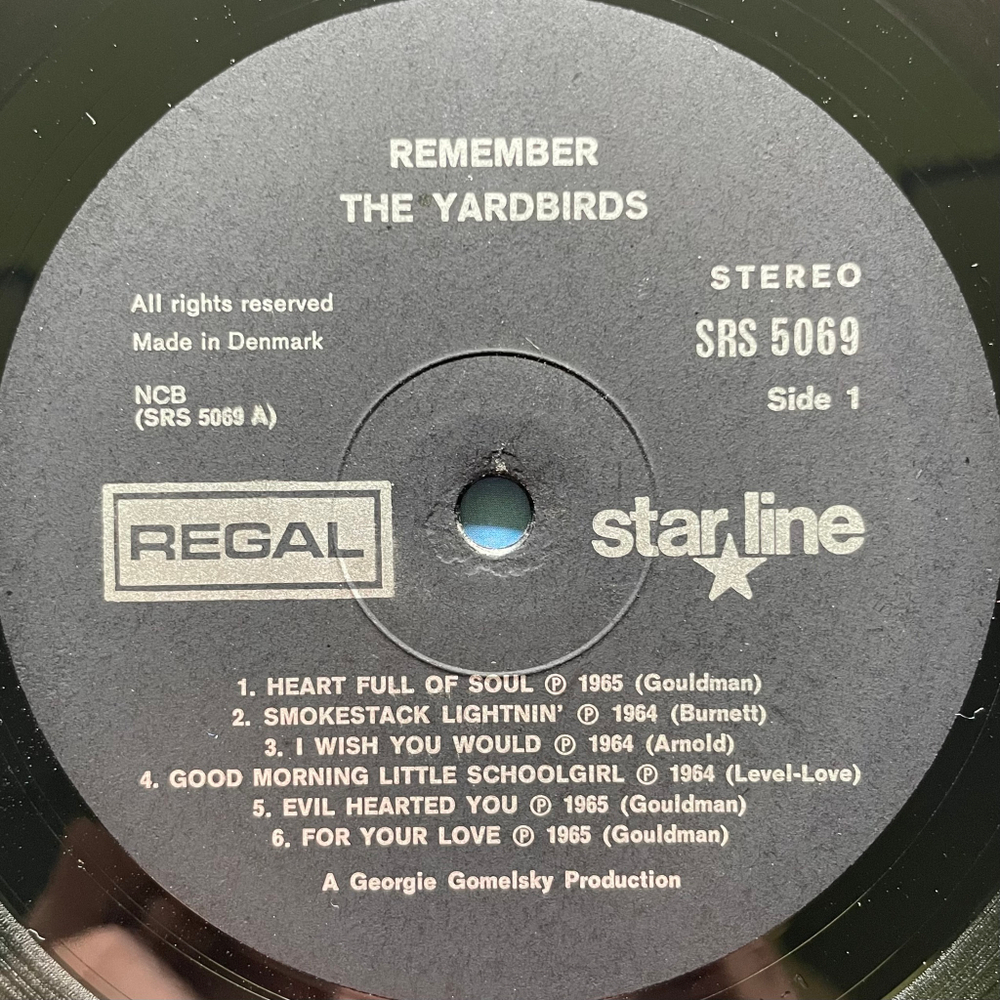 REMEMBER
THE YARDBIRDS
STEREO
All rights reserved
SRS 5069
Made in Denmark
NCB
Side 1
(SRS 5069 A)
REGAL
starline
1. HEART FULL OF SOUL ℗ 1965 (Gouldman)
2. SMOKESTACK LIGHTNIN' ℗ 1964 (Burnett)
3. I WISH YOU WOULD ℗ 1964 (Arnold)
4. GOOD MORNING LITTLE SCHOOLGIRL ℗ 1964 (Level-Love)
5. EVIL HEARTED YOU ℗ 1965 (Gouldman)
6. FOR YOUR LOVE ℗ 1965 (Gouldman)
A Georgie Gomelsky Production